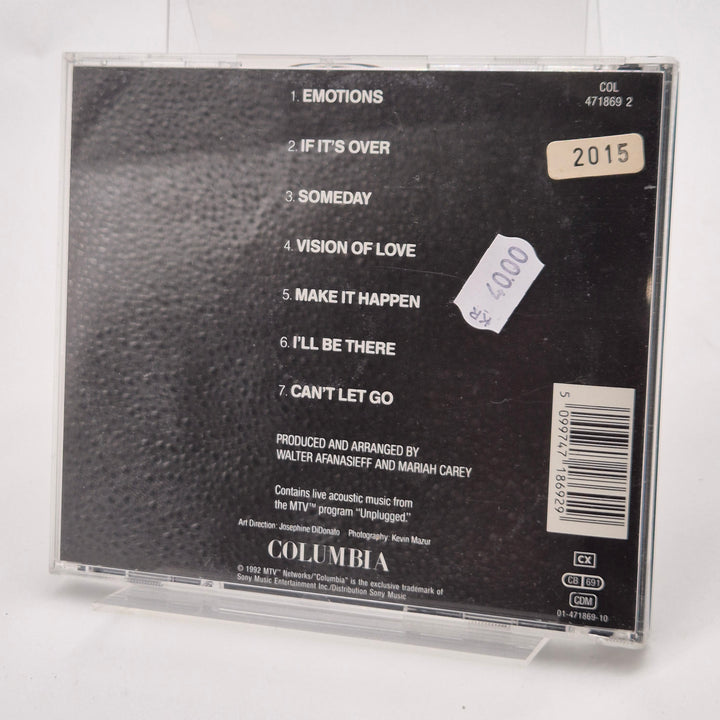 1. EMOTIONS
2. IF IT'S OVER
3. SOMEDAY
4. VISION OF LOVE
5. MAKE IT HAPPEN
6. I'LL BE THERE
7. CAN'T LET GO
PRODUCED AND ARRANGED BY
WALTER AFANASIEFF AND MARIAH CAREY
Contains live acoustic music from
the MTV™ program "Unplugged."
Art Direction: Josephine DiDonato Photography: Kevin Mazur
COLUMBIA
© 1992 MTV™ Networks/"Columbia" is the exclusive trademark of
Sony Music Entertainment Inc./Distribution Sony Music
COL
471869 2
2015
40.00
5 099747 186929
CX
CB 691
CDM
01-471869-10